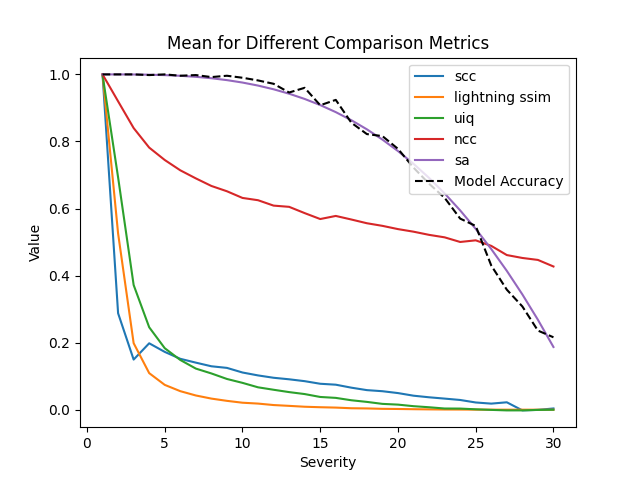 Mean for Different Comparison Metrics
1.0
0.8
0.6
0.4
0.2
0.0
Value
scc
lightning ssim
uiq
ncc
sa
Model Accuracy
0
5
10
15
20
25
30
Severity